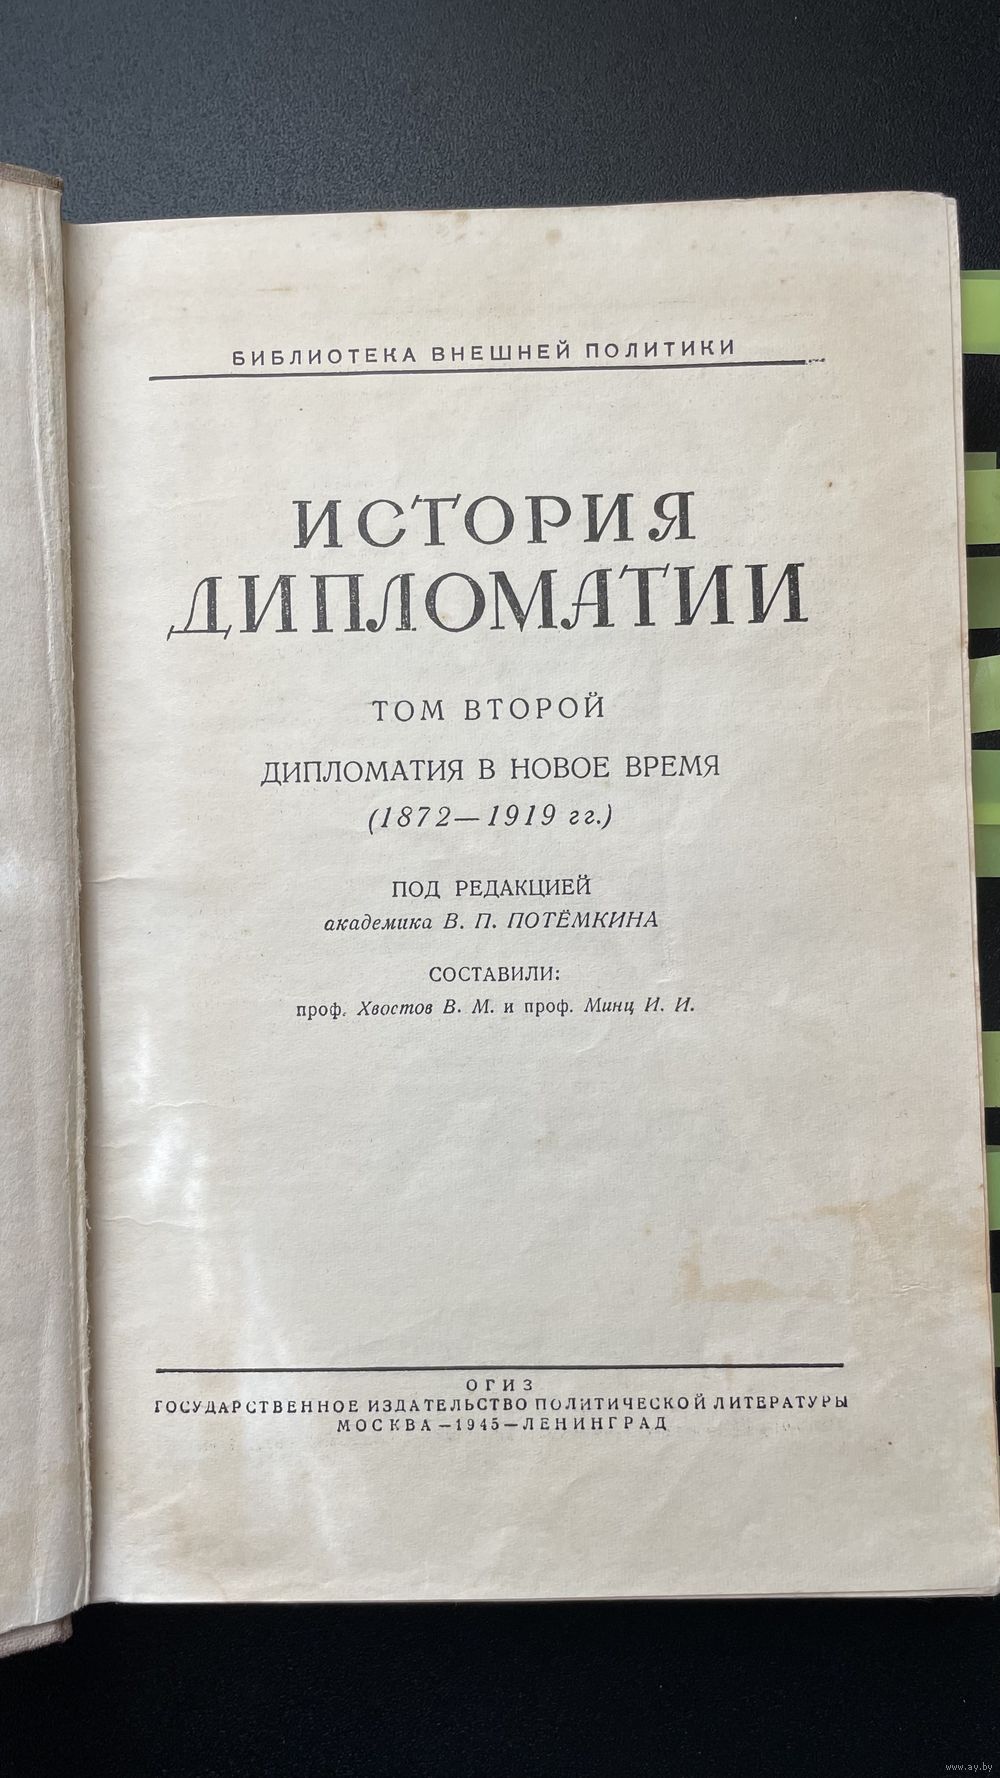 БИБЛИОТЕКА ВНЕШНЕЙ ПОЛИТИКИ
ИСТОРИЯ
ДИПЛОМАТИИ
ТОМ ВТОРОЙ
ДИПЛОМАТИЯ В НОВОЕ ВРЕМЯ
(1872—1919 гг.)
ПОД РЕДАКЦИЕЙ
академика В. П. ПОТЁМКИНА
СОСТАВИЛИ:
проф. Хвостов В. М. и проф. Минц И. И.
ОГИЗ
ГОСУДАРСТВЕННОЕ ИЗДАТЕЛЬСТВО ПОЛИТИЧЕСКОЙ ЛИТЕРАТУРЫ
МОСКВА—1945—ЛЕНИНГРАД
www.ay.by